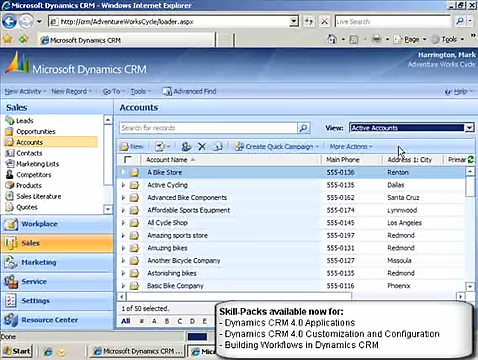 Microsoft Dynamics CRM - Windows Internet Explorer
http://crm/AdventureWorksCycle/loader.aspx
Live Search
Microsoft Dynamics CRM
Page
Tools
Harrington, Mark
Adventure Works Cycle
Microsoft Dynamics CRM
New Activity
New Record
Go To
Tools
Advanced Find
Help
Sales
Accounts
Leads
Opportunities
Accounts
Contacts
Marketing Lists
Competitors
Products
Sales Literature
Quotes
Workplace
Sales
Marketing
Service
Settings
Resource Center
Search for records
View:
Active Accounts
New
Create Quick Campaign
More Actions
Account Name
Main Phone
Address 1: City
Primar
A Bike Store 555-0136 Renton
Active Cycling 555-0135 Dallas
Advanced Bike Components 555-0162 Santa Cruz
Affordable Sports Equipment 555-0174 Lynnwood
All Cycle Shop 555-0145 Los Angeles
Amazing sports store 555-0197 Redmond
Amuzing bikes 555-0131 Redmond
Another Bicycle Company 555-0127 Missoula
Astonishing bikes 555-0135 Redmond
Basic Bike Company 555-0116 Phoenix
1 of 50 selected.
All # A B C D E F G
Skill-Packs available now for:
- Dynamics CRM 4.0 Applications
- Dynamics CRM 4.0 Customization and Configuration
- Building Workflows in Dynamics CRM
Done
Start
Microsoft Dynamics CRM ...